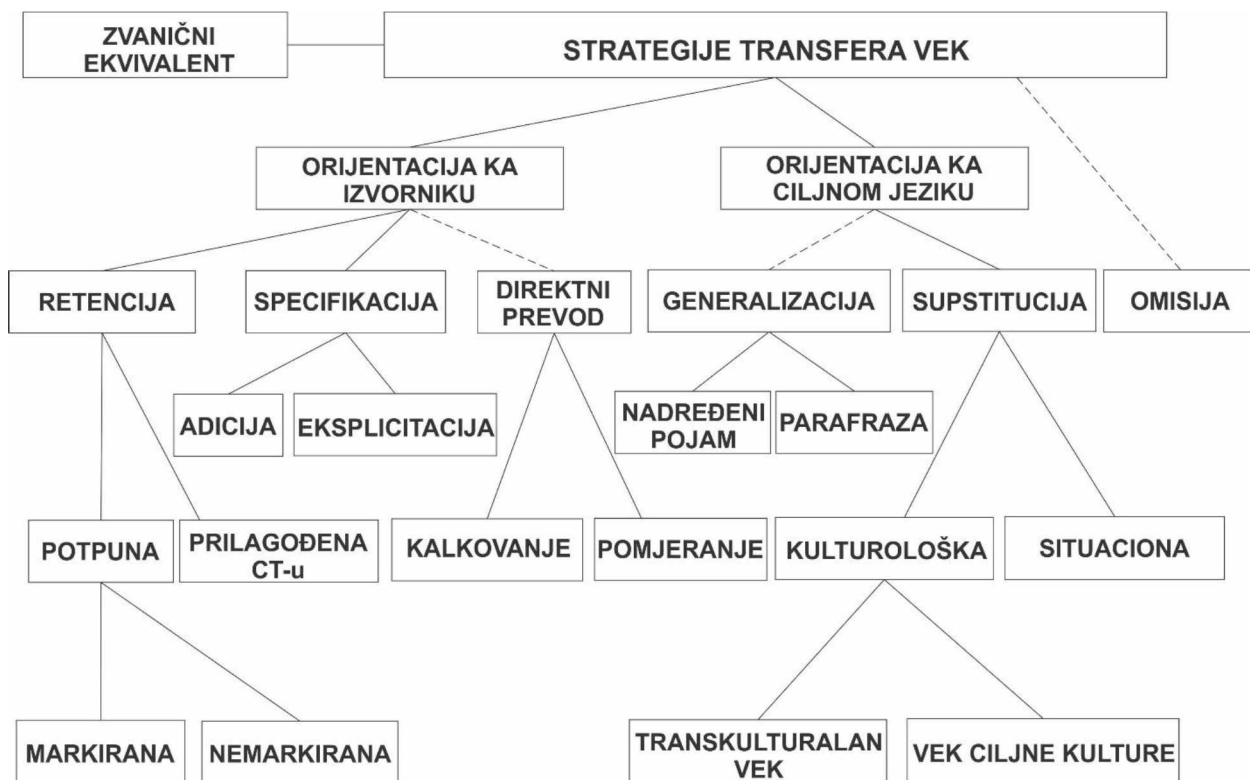 ZVANIČNI
EKVIVALENT
STRATEGIJE TRANSFERA VEK
ORIJENTACIJA KA
IZVORNIKU
ORIJENTACIJA KA
CILJNOM JEZIKU
RETENCIJA
SPECIFIKACIJA
DIREKTNI
PREVOD
GENERALIZACIJA
SUPSTITUCIJA
OMISIJA
ADICIJA
EKSPLICITACIJA
NADREĐENI
POJAM
PARAFRAZA
POTPUNA
PRILAGOĐENA
CT-u
KALKOVANJE
POMJERANJE
KULTUROLOŠKA
SITUACIONA
MARKIRANA
NEMARKIRANA
TRANSKULTURALAN
VEK
VEK CILJNE KULTURE